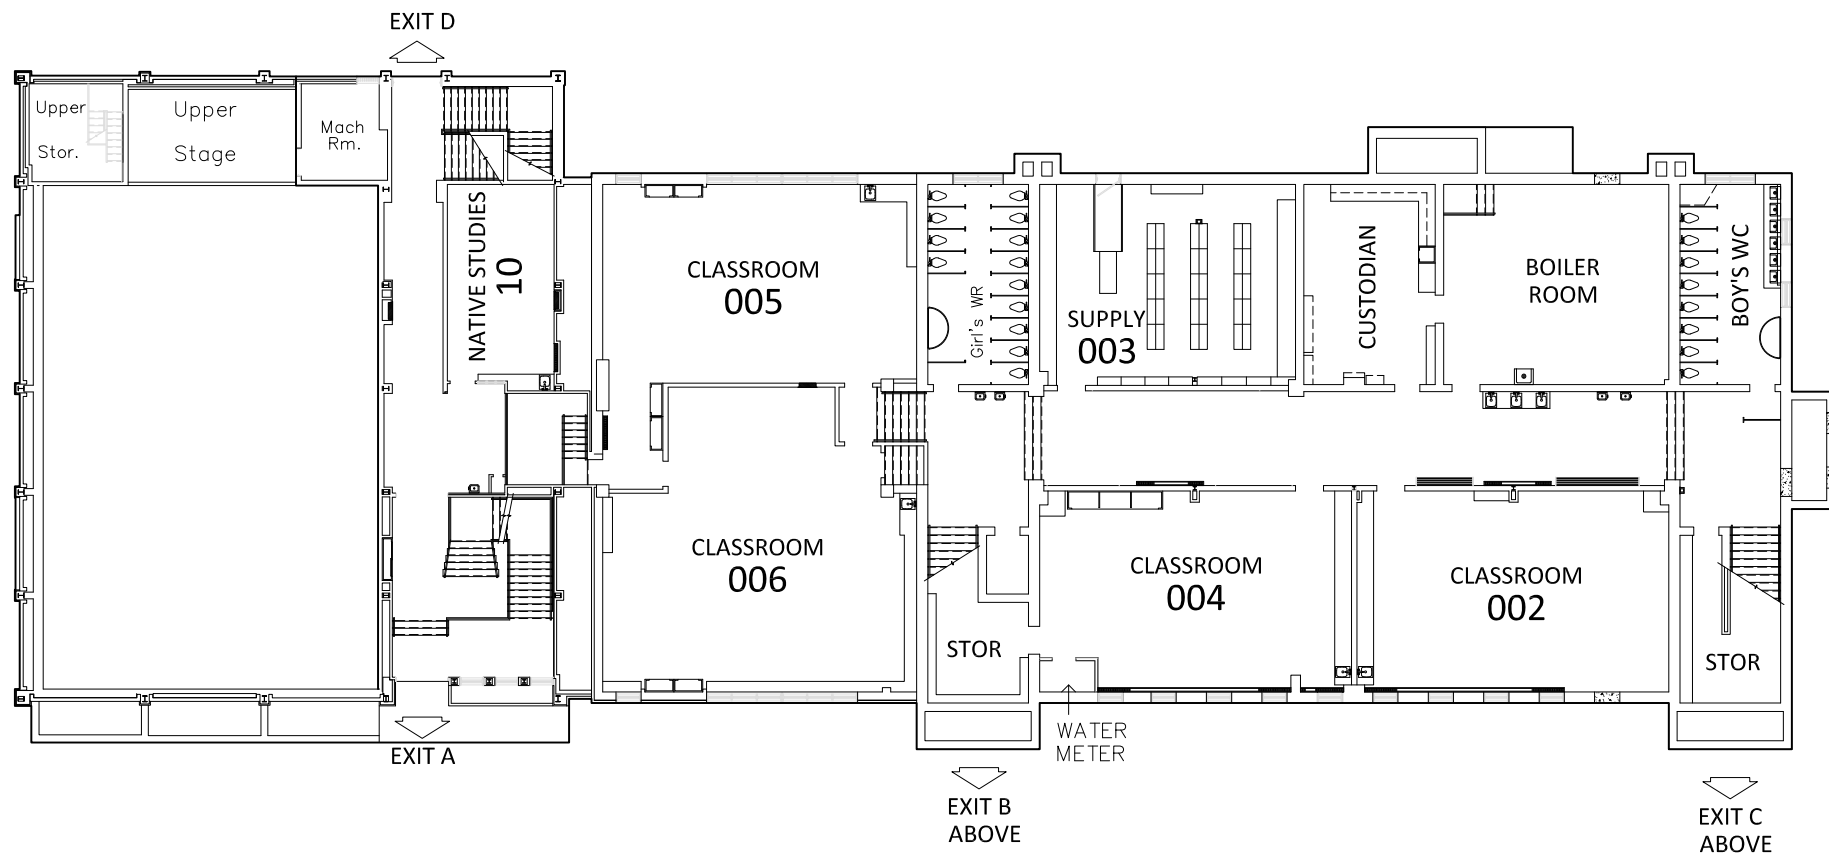 EXIT D
Upper
Stor.
Upper
Stage
Mach
Rm.
NATIVE STUDIES
10
CLASSROOM
005
Girl's WR
SUPPLY
003
CUSTODIAN
BOILER
ROOM
BOY'S WC
CLASSROOM
006
CLASSROOM
004
CLASSROOM
002
STOR
STOR
WATER
METER
EXIT A
EXIT B
ABOVE
EXIT C
ABOVE